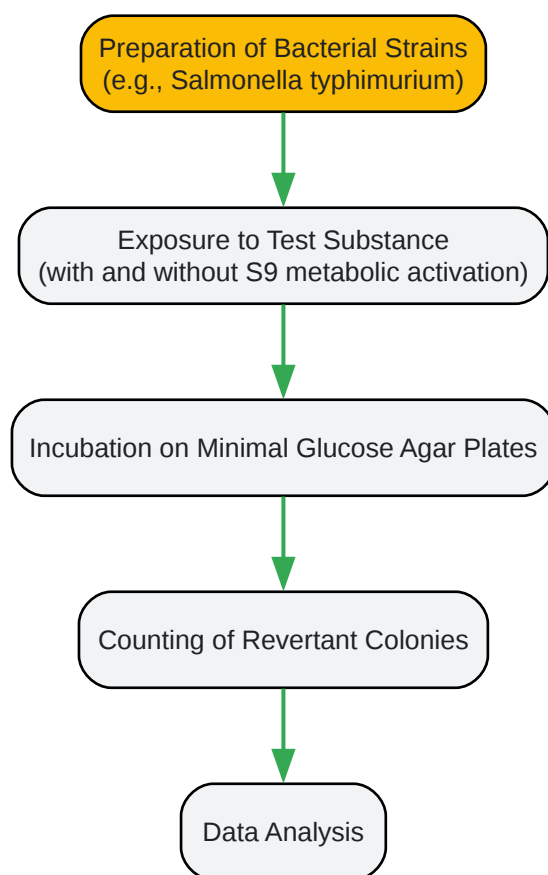 Preparation of Bacterial Strains
(e.g., Salmonella typhimurium)
Exposure to Test Substance
(with and without S9 metabolic activation)
Incubation on Minimal Glucose Agar Plates
Counting of Revertant Colonies
Data Analysis